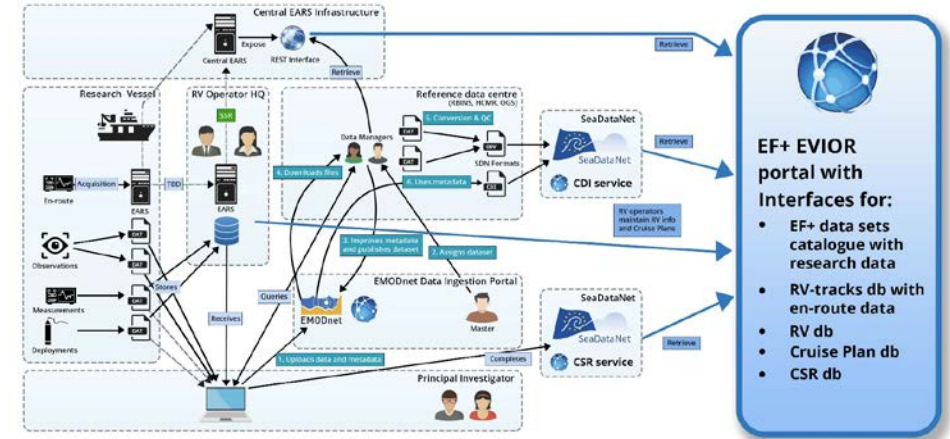 Central EARS Infrastructure
Central EARS
Expose
REST Interface
Retrieve
Retrieve
Research Vessel
RV Operator HQ
SSR
En-route
Acquisition
EARS
TBD
EARS
Observations
Measurements
Deployments
DAT
DAT
DAT
DAT
Stores
Receives
Reference data centre
(RBINS, HCMR, OGS)
Data Managers
5. Conversion & QC
DAT
DAT
ODV
SDN Formats
CDI
4. Downloads files
6. Uses metadata
3. Improves metadata
and publishes dataset
2. Assign dataset
Queries
EMODnet Data Ingestion Portal
EMODnet
Master
1. Uploads data and metadata
Completes
Principal Investigator
SeaDataNet
SeaDataNet
CDI service
Retrieve
RV operators
maintain RV info
and Cruise Plans
SeaDataNet
SeaDataNet
CSR service
Retrieve
EF+ EVIOR
portal with
Interfaces for:
• EF+ data sets
catalogue with
research data
• RV-tracks db with
en-route data
• RV db
• Cruise Plan db
• CSR db